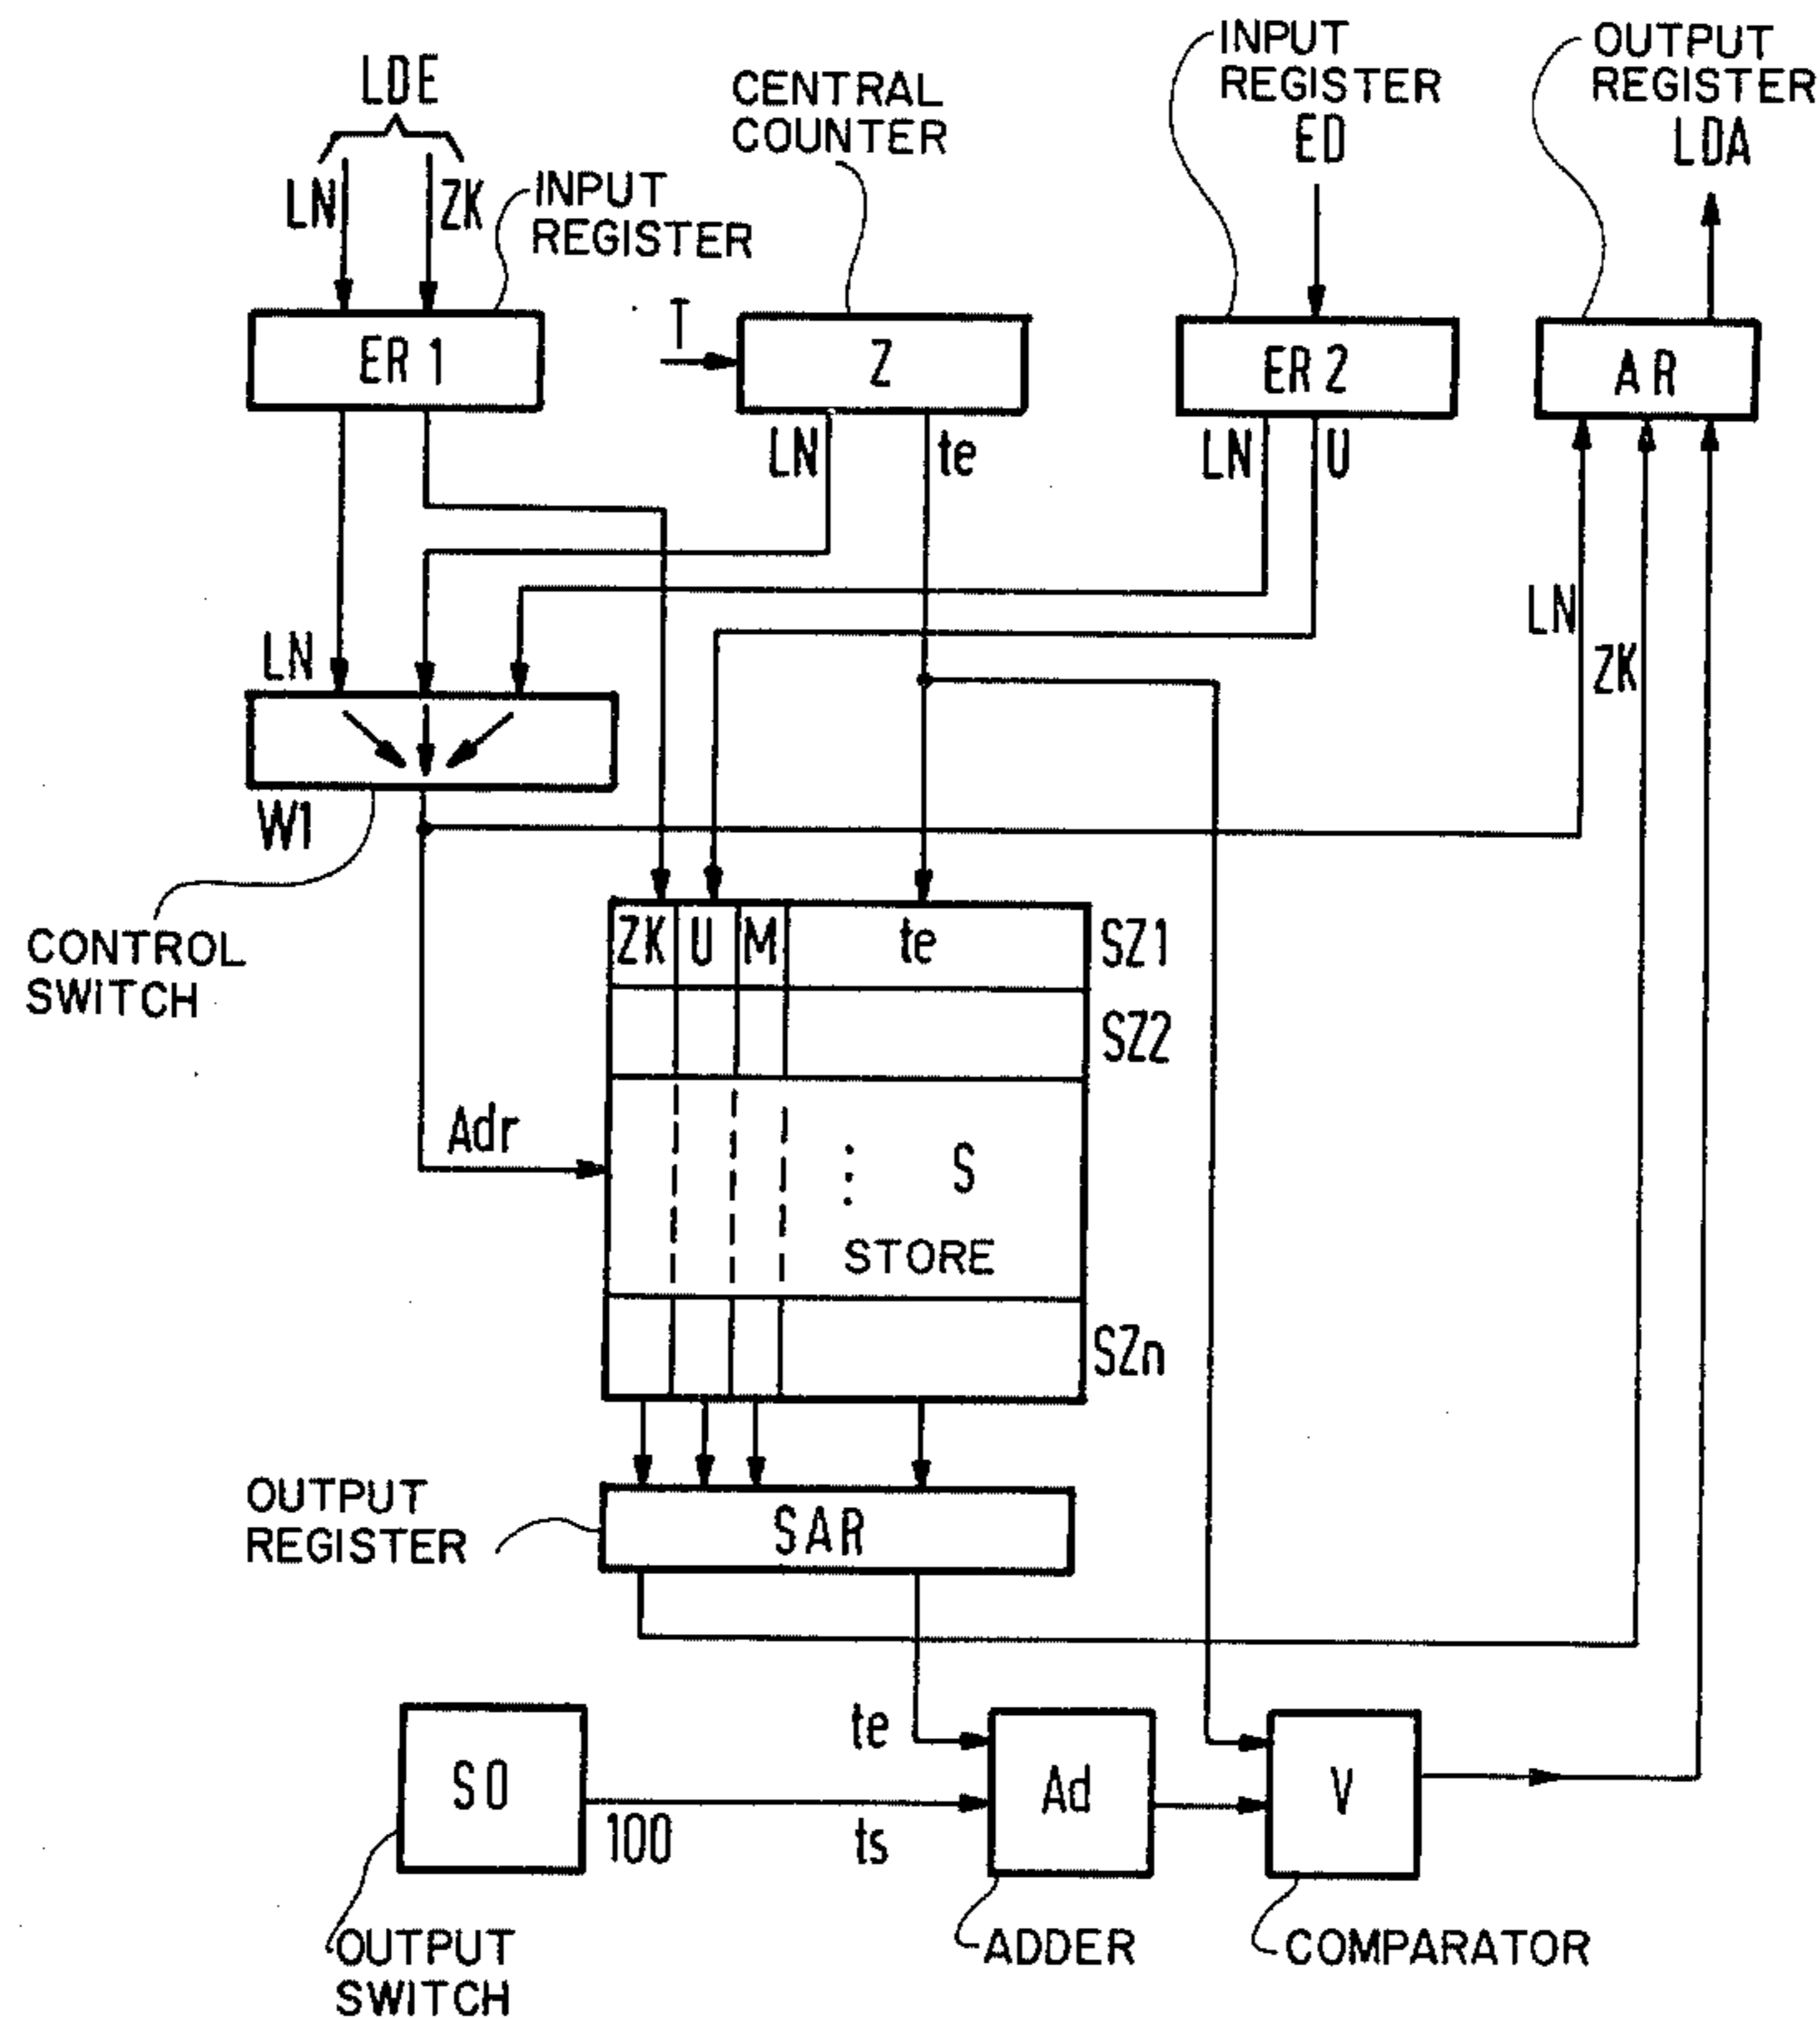 LDE
LN
ZK
INPUT
REGISTER
CENTRAL
COUNTER
INPUT
REGISTER
ED
OUTPUT
REGISTER
LDA
ER 1
T
Z
ER 2
AR
LN
te
LN
U
LN
LN
ZK
W1
CONTROL
SWITCH
ZK
U
M
te
SZ1
SZ2
Adr
S
STORE
SZn
OUTPUT
REGISTER
SAR
S0
100
te
ts
Ad
V
OUTPUT
SWITCH
ADDER
COMPARATOR